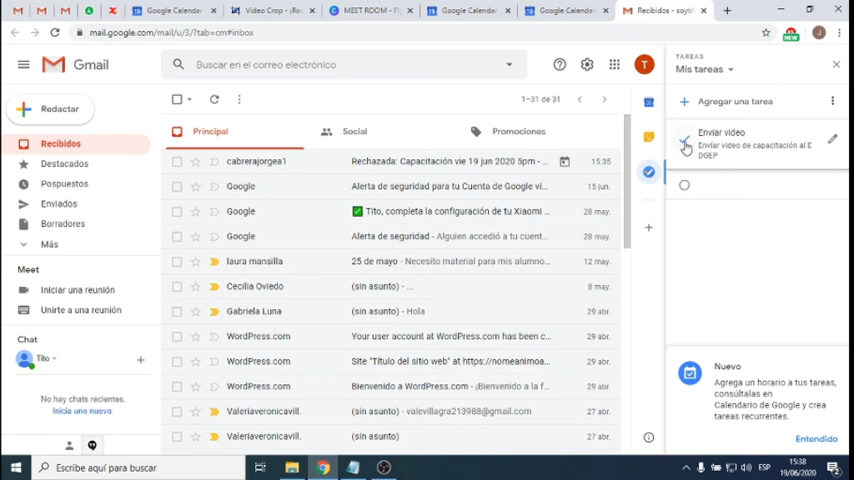 Google Calendar
Video Crop - ¡Re
MEET ROOM - Fl
Google Calendar
Google Calendar
Recibidos - soytit
mail.google.com/mail/u/3/?tab=cm#inbox
Gmail
Buscar en el correo electrónico
T
TAREAS
Mis tareas
Redactar
1–31 de 31
Agregar una tarea
Recibidos
Destacados
Pospuestos
Enviados
Borradores
Más
Principal
Social
Promociones
Enviar video
Enviar video de capacitación al E
DGEP
cabrerajorgea1 Rechazada: Capacitación vie 19 jun 2020 5pm - ... 15:35
Google Alerta de seguridad para tu Cuenta de Google vi... 15 jun.
Google ✅ Tito, completa la configuración de tu Xiaomi ... 28 may.
Google Alerta de seguridad - Alguien accedió a tu cuent... 28 may.
laura mansilla 25 de mayo - Necesito material para mis alumno... 12 may.
Cecilia Oviedo (sin asunto) - ... 8 may.
Gabriela Luna (sin asunto) - Hola 29 abr.
WordPress.com Your user account at WordPress.com has been c... 29 abr.
WordPress.com Site "Título del sitio web" at https://nomeanimoa... 29 abr.
WordPress.com Bienvenido a WordPress.com - ¡Bienvenido a la f... 29 abr.
Valeriaveronicavill. (sin asunto) - valevillagra213988@gmail.com 27 abr.
Valeriaveronicavill. (sin asunto) 27 abr.
Meet
Iniciar una reunión
Unirte a una reunión
Chat
Tito
No hay chats recientes.
Inicia uno nuevo.
Nuevo
Agrega un horario a tus tareas,
consúltalas en
Calendario de Google y crea
tareas recurrentes.
Entendido
Escribe aquí para buscar
ESP
15:38
19/06/2020